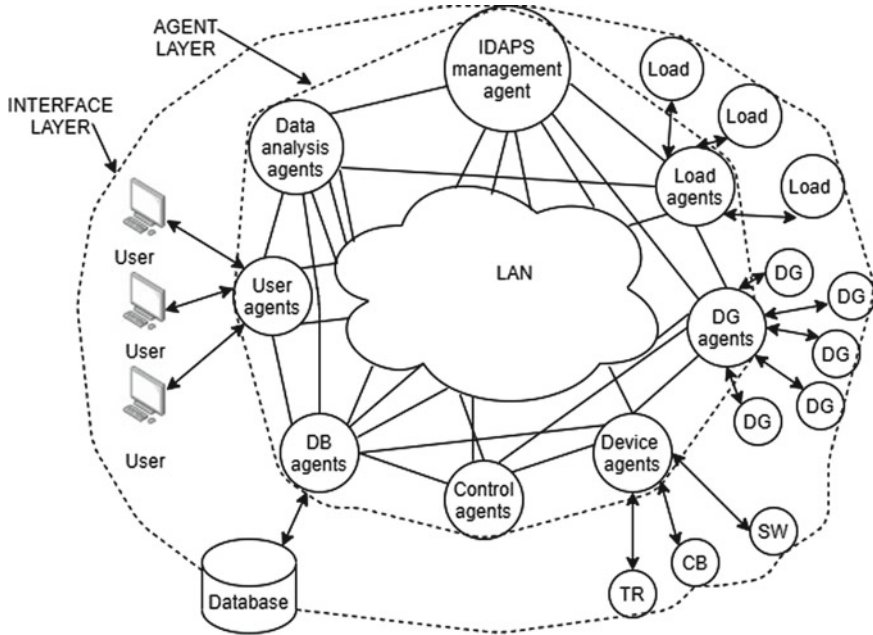 AGENT
LAYER
INTERFACE
LAYER
IDAPS
management
agent
Load
Load
Load
Data
analysis
agents
Load
agents
User
User
User
User
agents
LAN
DG
DG
DG
DG
DG
DG
agents
DB
agents
Control
agents
Device
agents
SW
CB
TR
Database